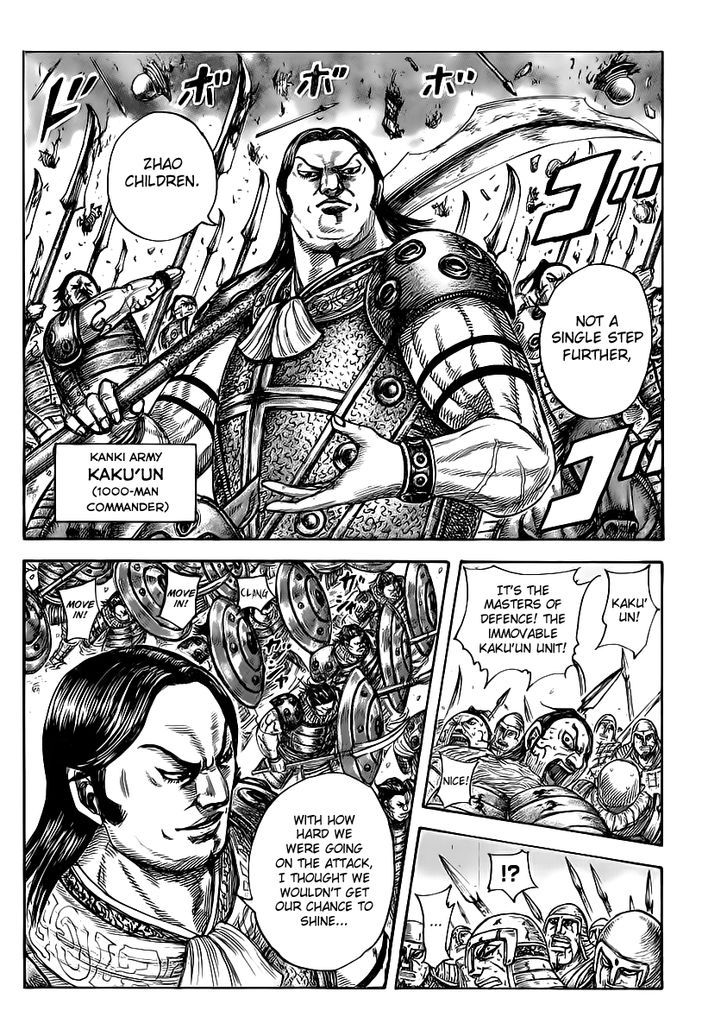 ドボボボ
ZHAO
CHILDREN.
ゴゴ
NOT A
SINGLE STEP
FURTHER,
KANKI ARMY
KAKU'UN
(1000-MAN
COMMANDER)
KAKU'
UN!
IT'S THE
MASTERS OF
DEFENCE! THE
IMMOVABLE
KAKU'UN UNIT!
NICE!
MOVE
IN!
MOVE
IN!
CLANG
WITH HOW
HARD WE
WERE GOING
ON THE ATTACK,
I THOUGHT WE
WOULDN'T GET
OUR CHANCE TO
SHINE...
!?
...